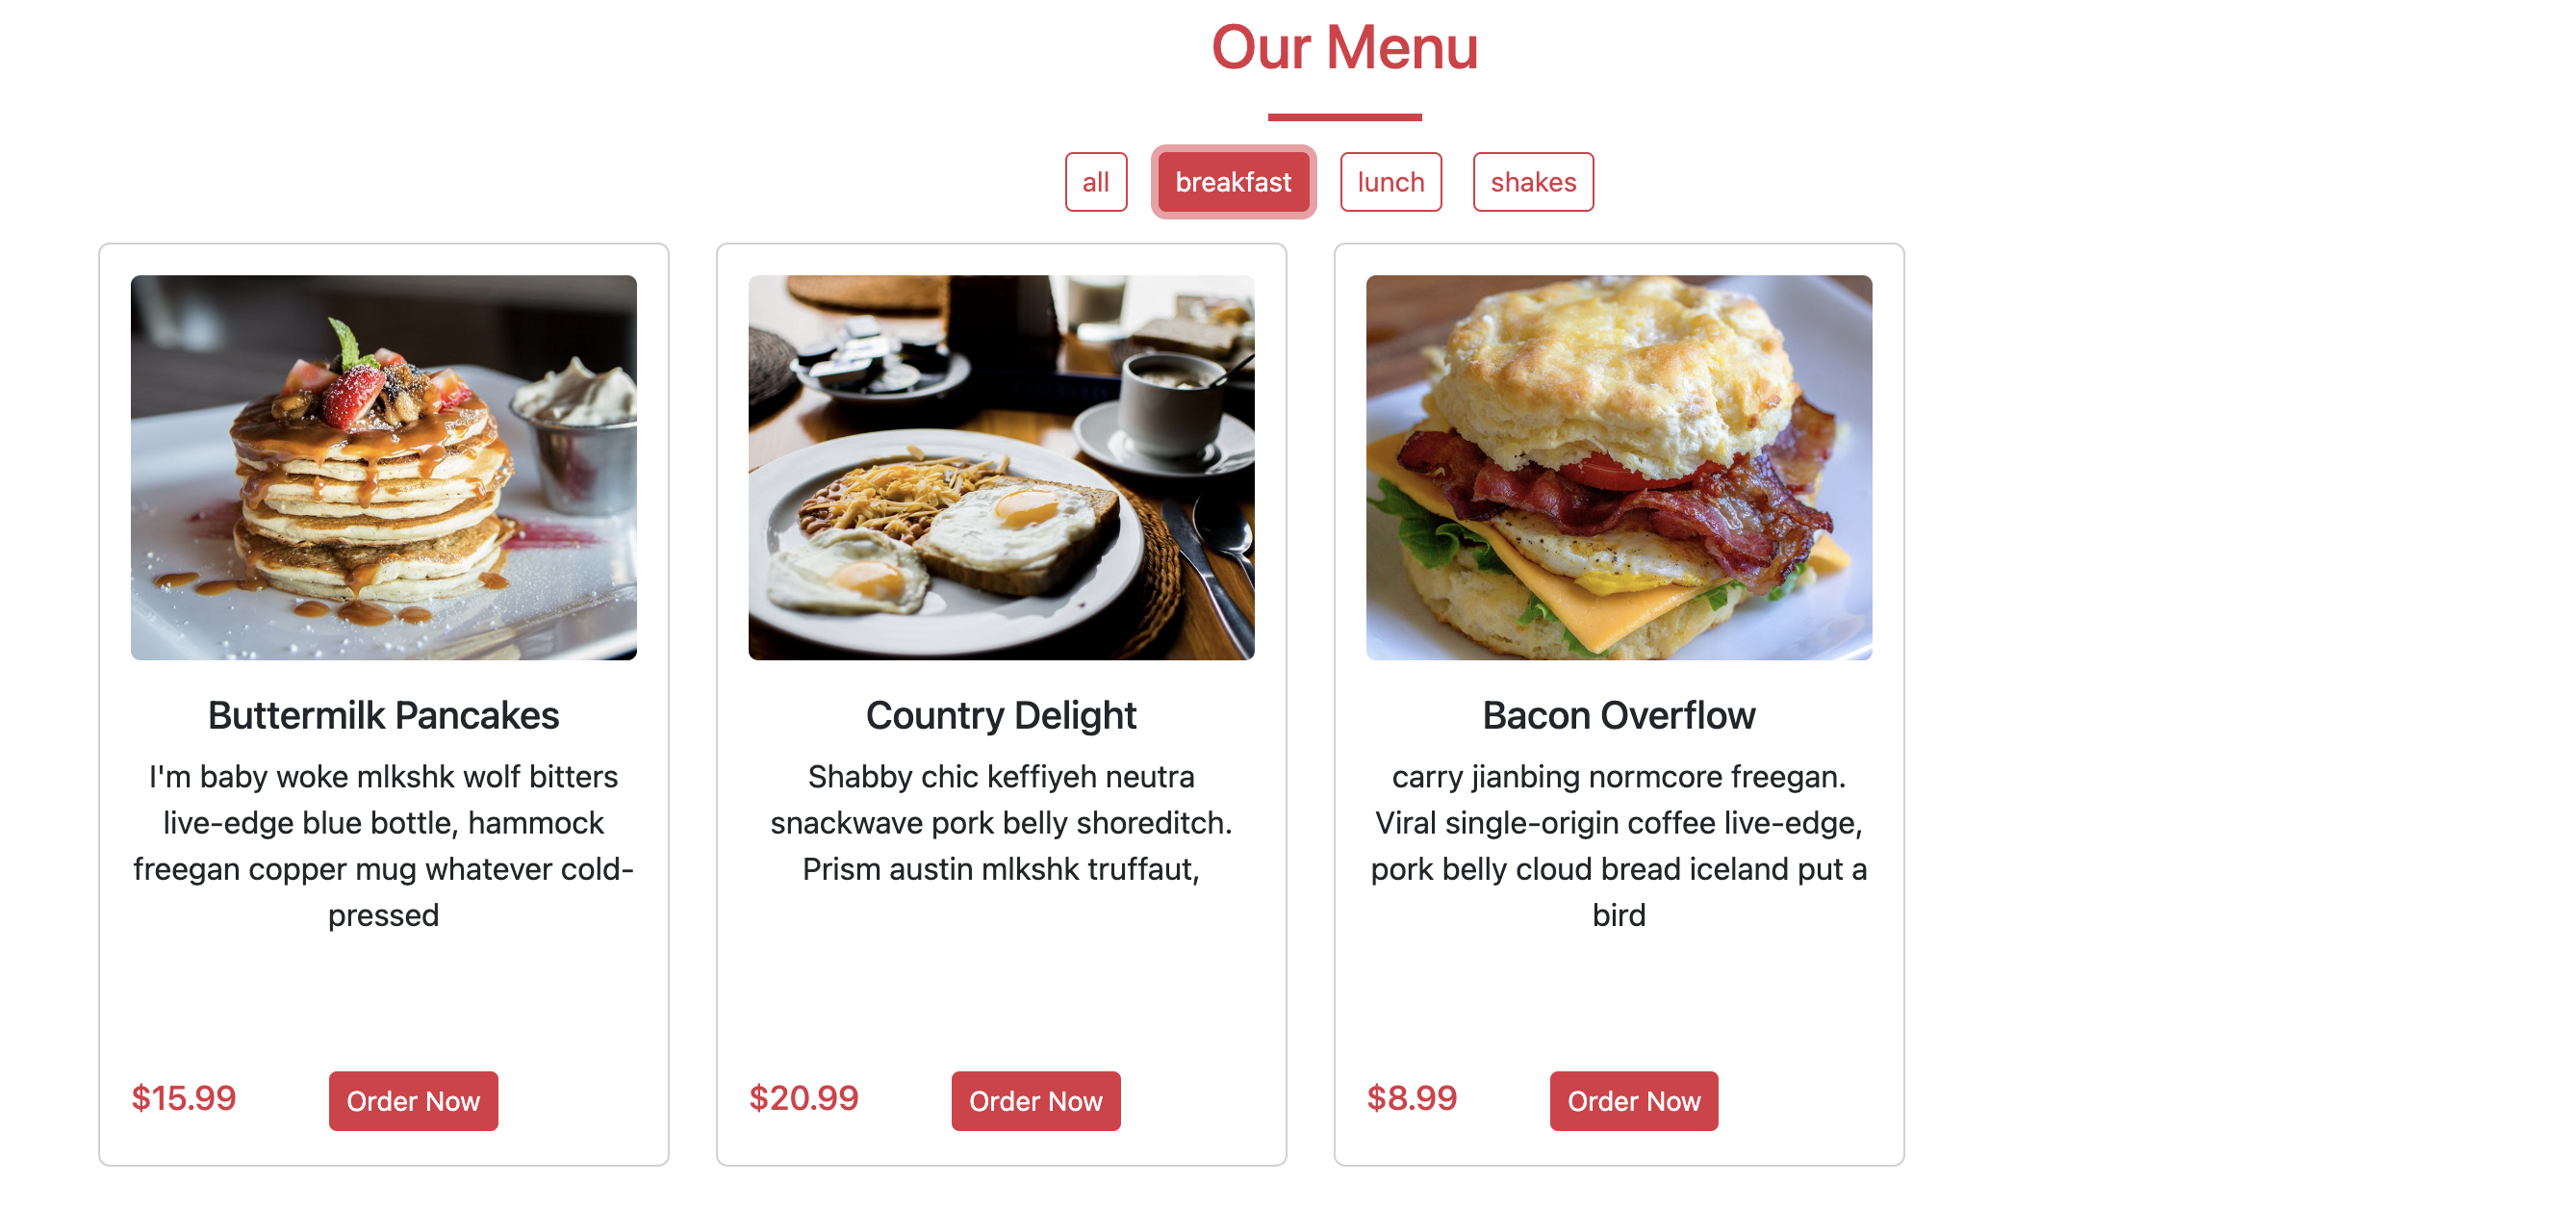 Our Menu
all
breakfast
lunch
shakes
Buttermilk Pancakes
I'm baby woke mlkshk wolf bitters
live-edge blue bottle, hammock
freegan copper mug whatever cold-
pressed
$15.99
Order Now
Country Delight
Shabby chic keffiyeh neutra
snackwave pork belly shoreditch.
Prism austin mlkshk truffaut,
$20.99
Order Now
Bacon Overflow
carry jianbing normcore freegan.
Viral single-origin coffee live-edge,
pork belly cloud bread iceland put a
bird
$8.99
Order Now